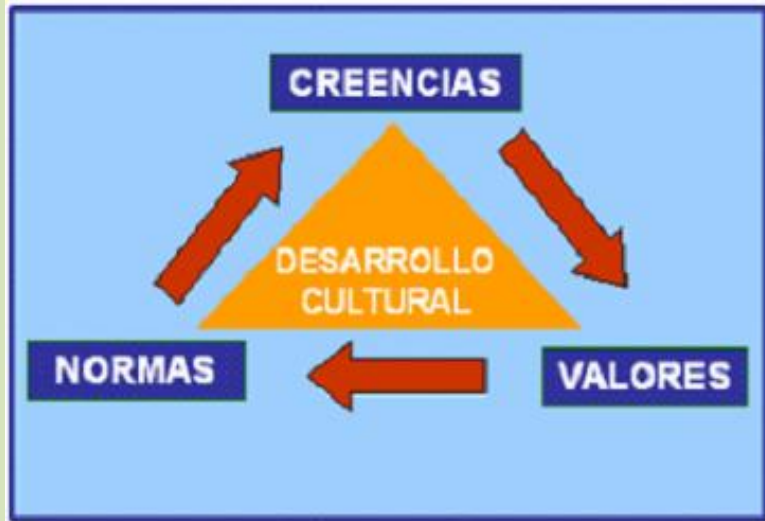 CREENCIAS
DESARROLLO
CULTURAL
NORMAS
VALORES